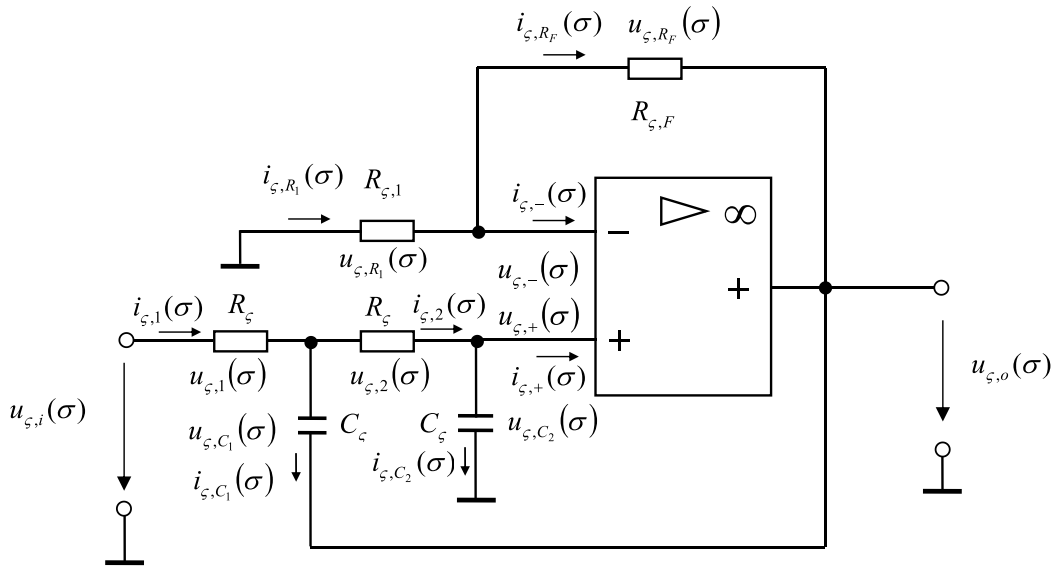 i_{ς,R_F}(σ) u_{ς,R_F}(σ)
R_{ς,F}
i_{ς,R_1}(σ) R_{ς,1} i_{ς,-}(σ) ▷ ∞
−
u_{ς,R_1}(σ) u_{ς,-}(σ)
+
i_{ς,1}(σ) R_ς R_ς i_{ς,2}(σ) u_{ς,+}(σ)
+
u_{ς,1}(σ) u_{ς,2}(σ) i_{ς,+}(σ) u_{ς,o}(σ)
u_{ς,i}(σ) u_{ς,C_1}(σ) C_ς C_ς u_{ς,C_2}(σ)
i_{ς,C_1}(σ) i_{ς,C_2}(σ)